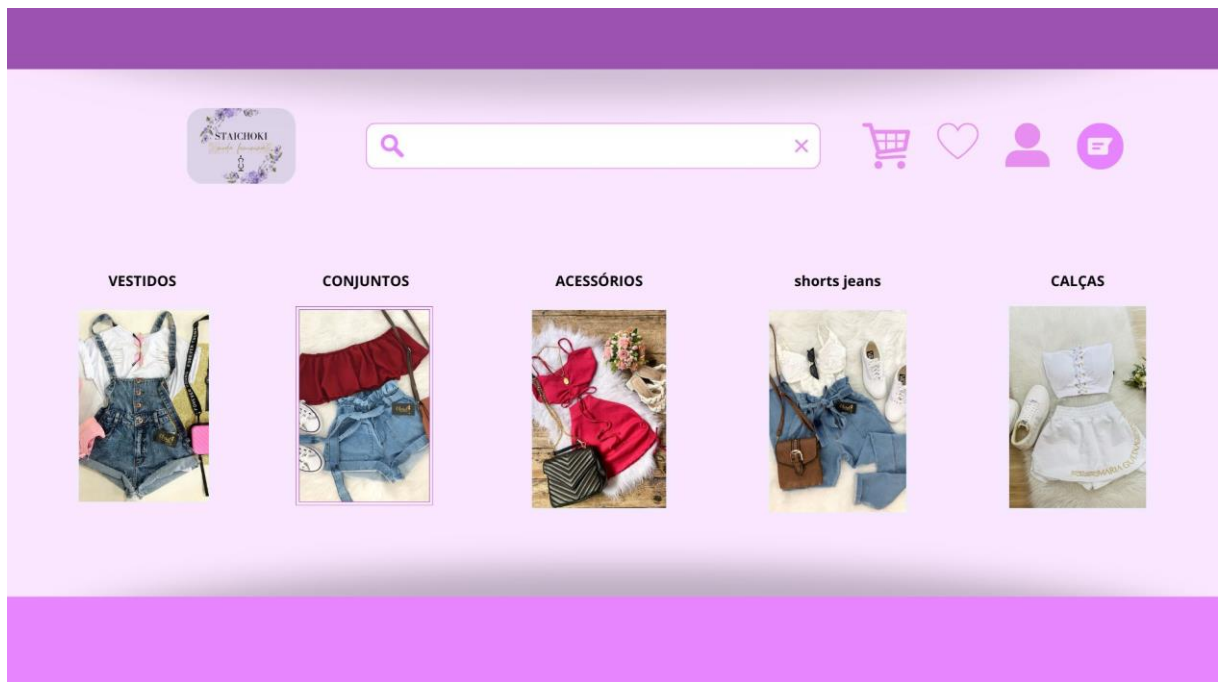 STAICHOKI
VESTIDOS
CONJUNTOS
ACESSÓRIOS
shorts jeans
CALÇAS